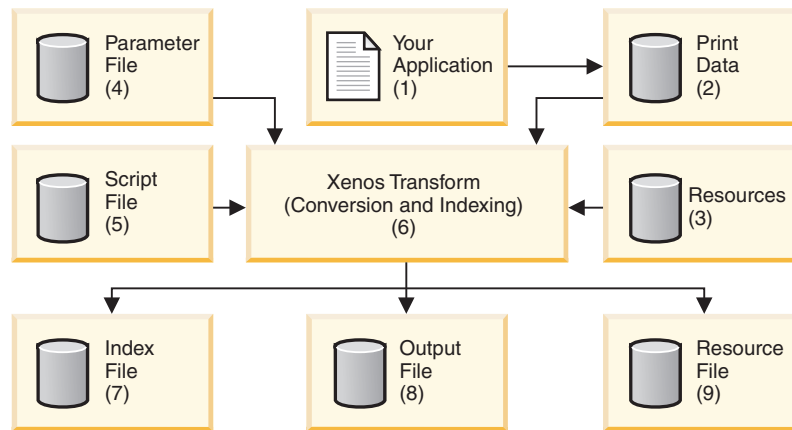 Parameter
File
(4)
Your
Application
(1)
Print
Data
(2)
Script
File
(5)
Xenos Transform
(Conversion and Indexing)
(6)
Resources
(3)
Index
File
(7)
Output
File
(8)
Resource
File
(9)